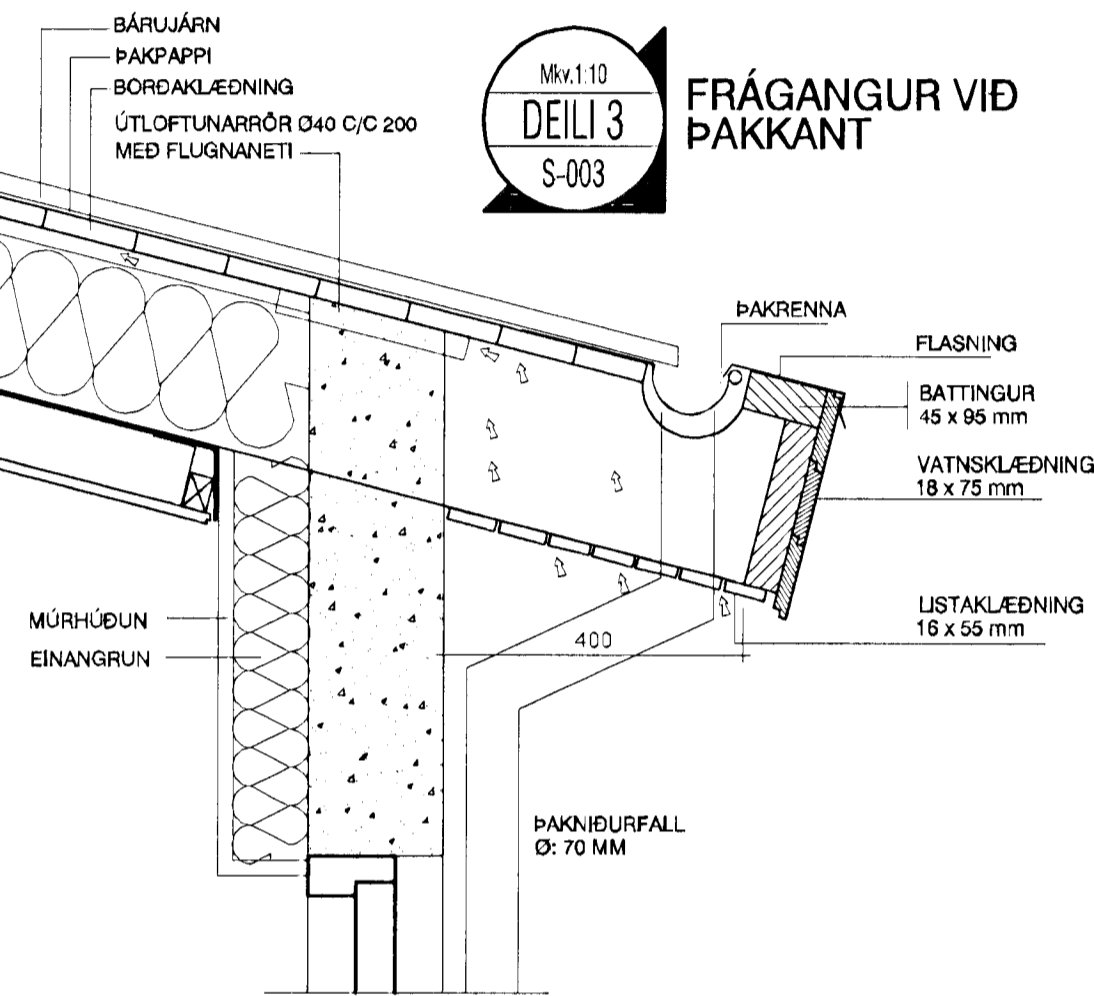 BÁRUJÁRN
ÞAKPAPPI
BORÐAKLÆÐNING
ÚTLOFTUNARRÖR Ø40 C/C 200
MEÐ FLUGNANETI
Mkv.1:10
DEILI 3
S-003
FRÁGANGUR VIÐ
ÞAKKANT
ÞAKRENNA
FLASNING
BATTINGUR
45 x 95 mm
VATNSKLÆÐNING
18 x 75 mm
LISTAKLÆÐNING
16 x 55 mm
MÚRHÚÐUN
EINANGRUN
400
ÞAKNIÐURFALL
Ø: 70 MM